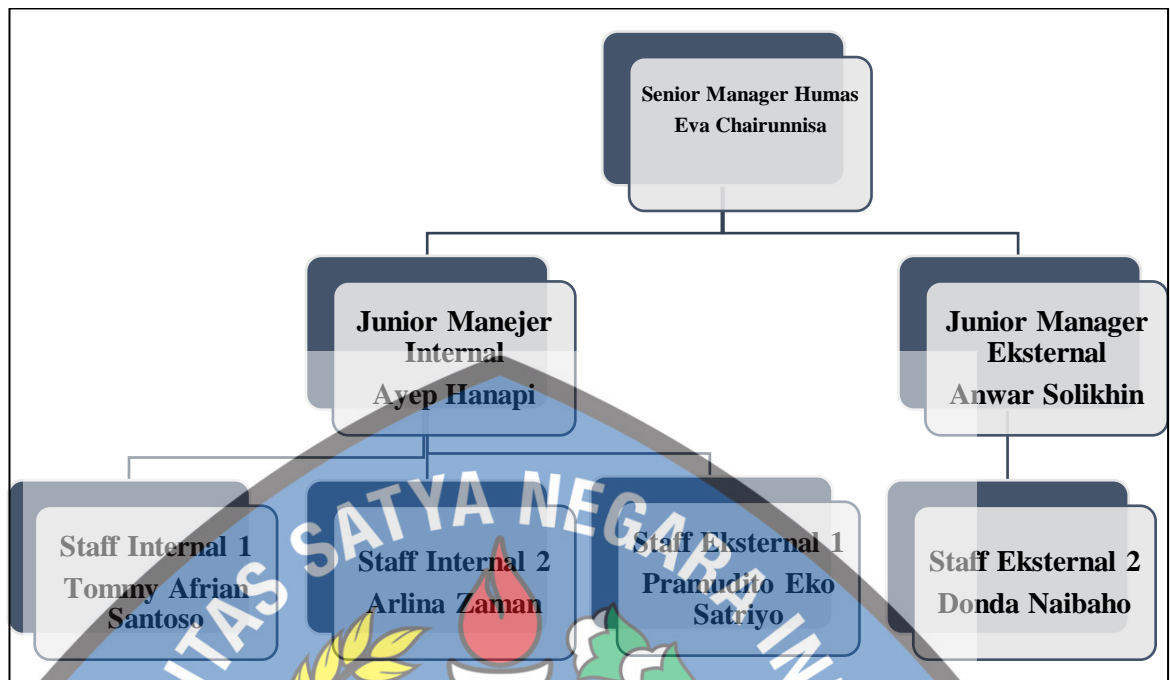 Senior Manager Humas
Eva Chairunnisa
Junior Manejer
Internal
Ayep Hanapi
Junior Manager
Eksternal
Anwar Solikhin
Staff Internal 1
Tommy Afrian
Santoso
Staff Internal 2
Arlina Zaman
Staff Eksternal 1
Pramudito Eko
Satriyo
Staff Eksternal 2
Donda Naibaho
SATYA NEGARA